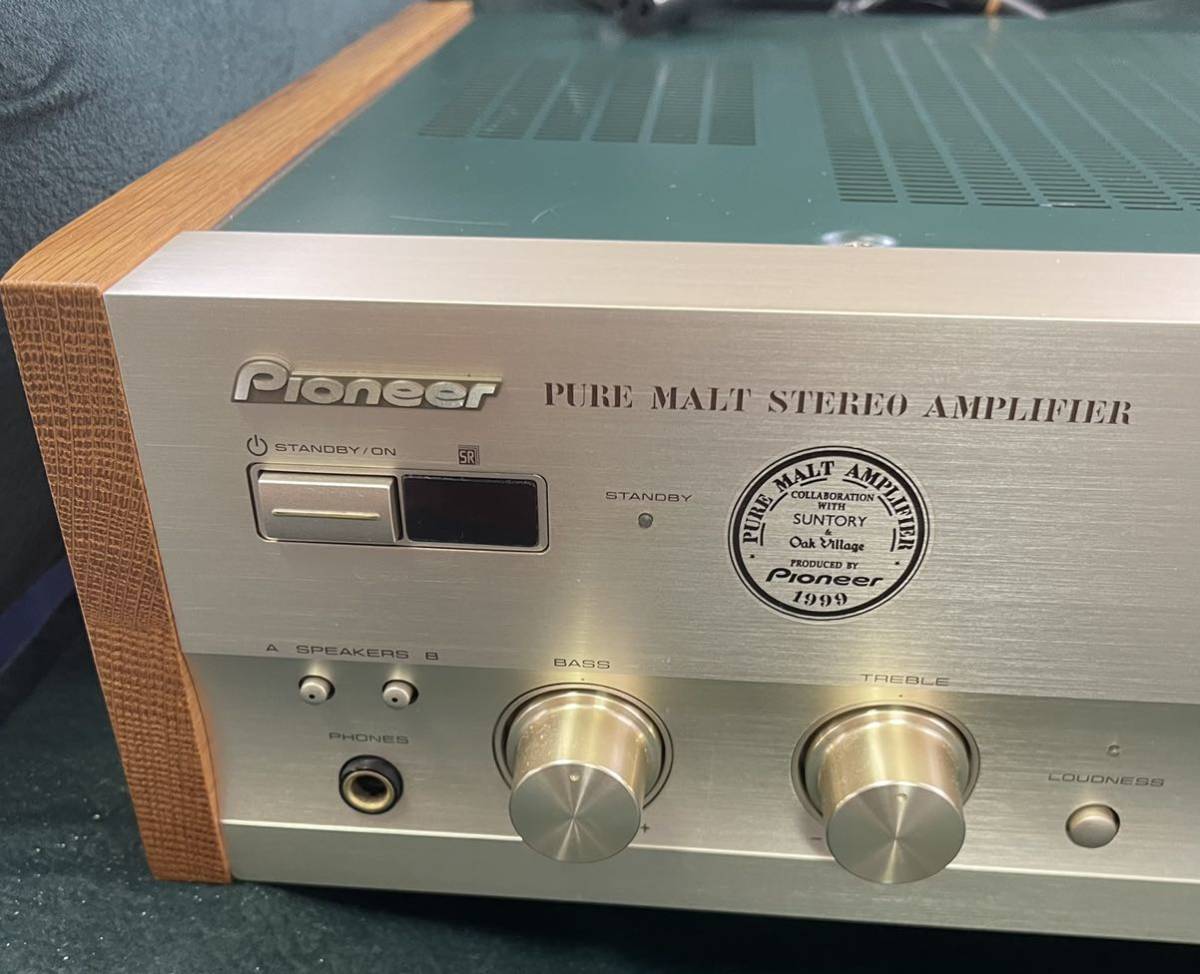 Pioneer
PURE MALT STEREO AMPLIFIER
STANDBY/ON
SR
STANDBY
PURE MALT AMPLIFIER
COLLABORATION
WITH
SUNTORY
&
Oak Village
PRODUCED BY
Pioneer
1999
A SPEAKERS B
BASS
TREBLE
PHONES
LOUDNESS
+
−